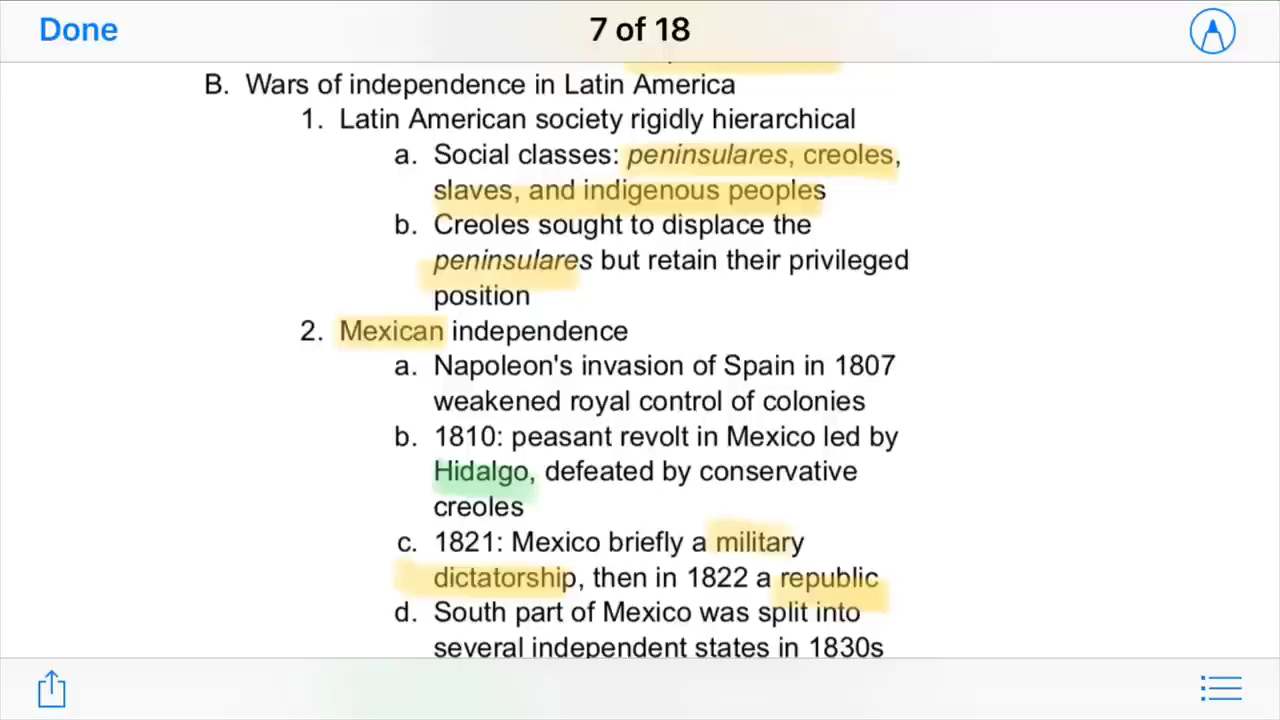 Done
7 of 18
B. Wars of independence in Latin America
1. Latin American society rigidly hierarchical
a. Social classes: peninsulares, creoles,
slaves, and indigenous peoples
b. Creoles sought to displace the
peninsulares but retain their privileged
position
2. Mexican independence
a. Napoleon's invasion of Spain in 1807
weakened royal control of colonies
b. 1810: peasant revolt in Mexico led by
Hidalgo, defeated by conservative
creoles
c. 1821: Mexico briefly a military
dictatorship, then in 1822 a republic
d. South part of Mexico was split into
several independent states in 1830s